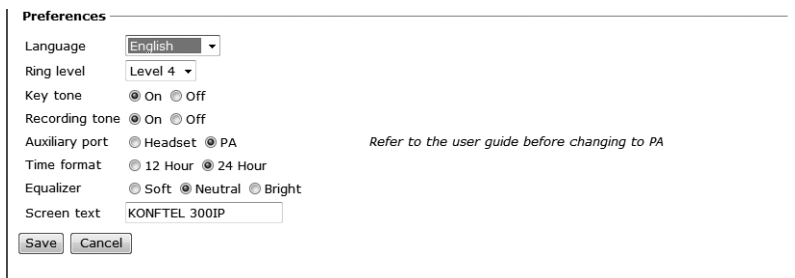 Preferences
Language English
Ring level Level 4
Key tone On Off
Recording tone On Off
Auxiliary port Headset PA Refer to the user guide before changing to PA
Time format 12 Hour 24 Hour
Equalizer Soft Neutral Bright
Screen text KONFTEL 300IP
Save Cancel